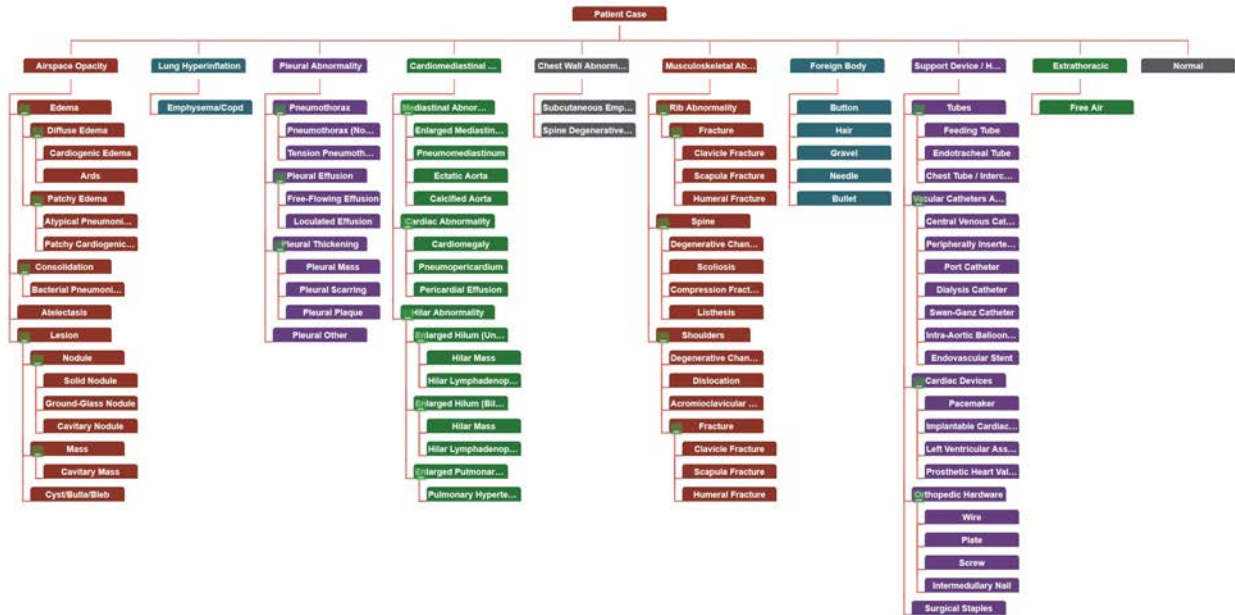 Patient Case
Airspace Opacity
Edema
Diffuse Edema
Cardiogenic Edema
Ards
Patchy Edema
Atypical Pneumoni...
Patchy Cardiogenic...
Consolidation
Bacterial Pneumoni...
Atelectasis
Lesion
Nodule
Solid Nodule
Ground-Glass Nodule
Cavitary Nodule
Mass
Cavitary Mass
Cyst/Bulla/Bleb
Lung Hyperinflation
Emphysema/Copd
Pleural Abnormality
Pneumothorax
Pneumothorax (No...
Tension Pneumoth...
Pleural Effusion
Free-Flowing Effusion
Loculated Effusion
Pleural Thickening
Pleural Mass
Pleural Scarring
Pleural Plaque
Pleural Other
Cardiomediastinal ...
Mediastinal Abnor...
Enlarged Mediastin...
Pneumomediastinum
Ectatic Aorta
Calcified Aorta
Cardiac Abnormality
Cardiomegaly
Pneumopericardium
Pericardial Effusion
Hilar Abnormality
Enlarged Hilum (Un...
Hilar Mass
Hilar Lymphadenop...
Enlarged Hilum (Bil...
Hilar Mass
Hilar Lymphadenop...
Enlarged Pulmonar...
Pulmonary Hyperte...
Chest Wall Abnorm...
Subcutaneous Emp...
Spine Degenerative...
Musculoskeletal Ab...
Rib Abnormality
Fracture
Clavicle Fracture
Scapula Fracture
Humeral Fracture
Spine
Degenerative Chan...
Scoliosis
Compression Fract...
Listhesis
Shoulders
Degenerative Chan...
Dislocation
Acromioclavicular ...
Fracture
Clavicle Fracture
Scapula Fracture
Humeral Fracture
Foreign Body
Button
Hair
Gravel
Needle
Bullet
Support Device / H...
Tubes
Feeding Tube
Endotracheal Tube
Chest Tube / Interc...
Vacular Catheters A...
Central Venous Cat...
Peripherally Inserte...
Port Catheter
Dialysis Catheter
Swan-Ganz Catheter
Intra-Aortic Balloon...
Endovascular Stent
Cardiac Devices
Pacemaker
Implantable Cardiac...
Left Ventricular Ass...
Prosthetic Heart Val...
Orthopedic Hardware
Wire
Plate
Screw
Intermedullary Nail
Surgical Staples
Extrathoracic
Free Air
Normal